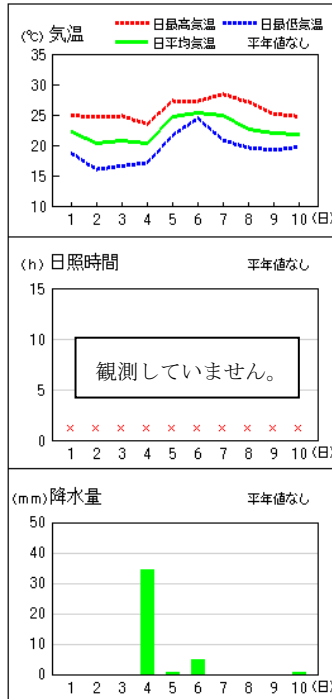 (℃) 気温
日最高気温 日最低気温
日平均気温 平年値なし
35
30
25
20
15
10
1 2 3 4 5 6 7 8 9 10 (日)
(h) 日照時間 平年値なし
15
10
5
0
観測していません。
1 2 3 4 5 6 7 8 9 10 (日)
(mm) 降水量 平年値なし
50
40
30
20
10
0
1 2 3 4 5 6 7 8 9 10 (日)